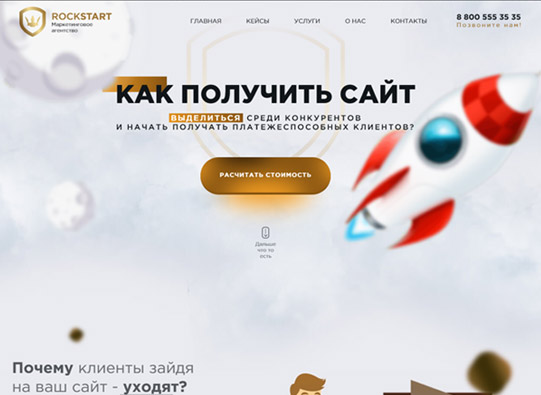 ROCKSTART
Маркетинговое
агентство
ГЛАВНАЯ КЕЙСЫ УСЛУГИ О НАС КОНТАКТЫ
8 800 555 35 35
Позвоните нам!
КАК ПОЛУЧИТЬ САЙТ
ВЫДЕЛИТЬСЯ СРЕДИ КОНКУРЕНТОВ
И НАЧАТЬ ПОЛУЧАТЬ ПЛАТЕЖЕСПОСОБНЫХ КЛИЕНТОВ?
РАСЧИТАТЬ СТОИМОСТЬ
Дальше
что то
есть
Почему клиенты зайдя
на ваш сайт - уходят?